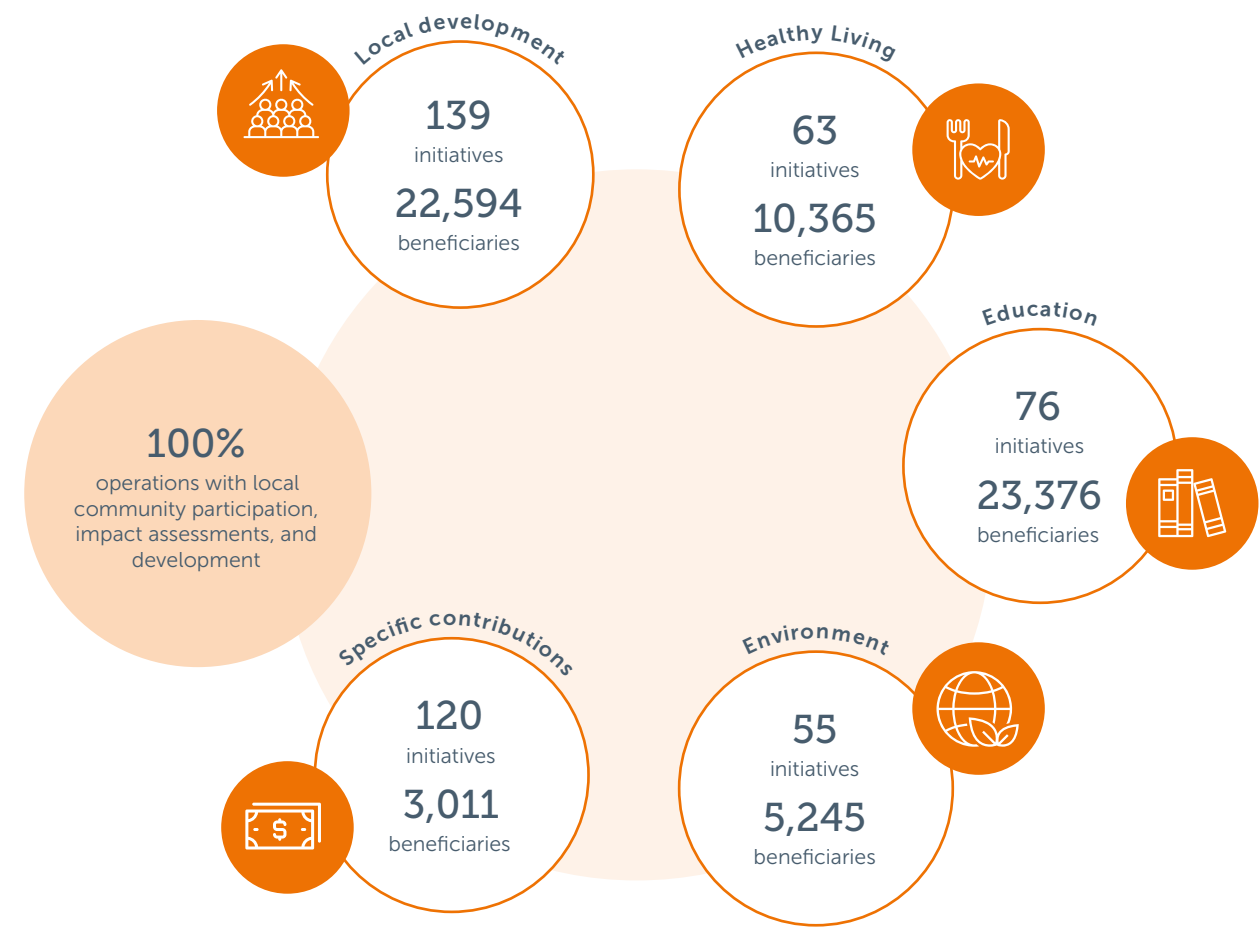 Local development
139
initiatives
22,594
beneficiaries
Healthy Living
63
initiatives
10,365
beneficiaries
Education
76
initiatives
23,376
beneficiaries
100%
operations with local
community participation,
impact assessments, and
development
Specific contributions
120
initiatives
3,011
beneficiaries
$
Environment
55
initiatives
5,245
beneficiaries